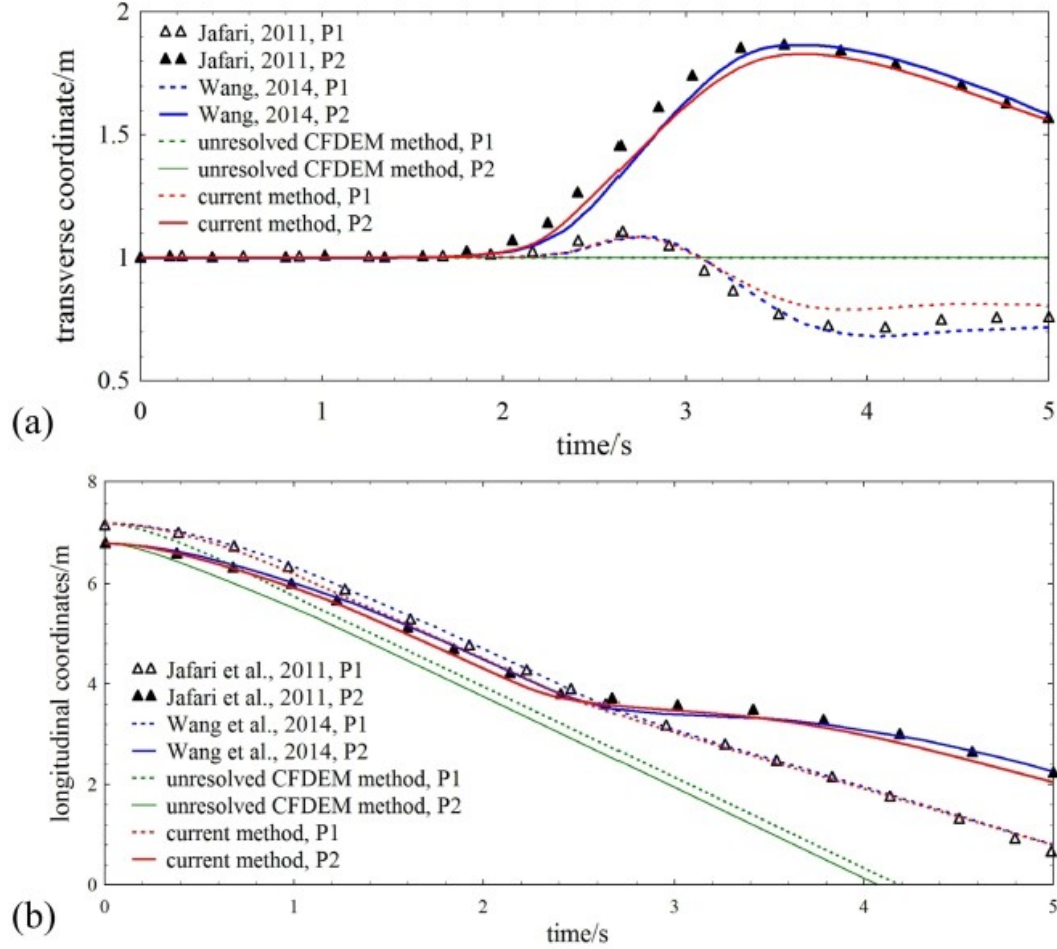 2
1.5
1
0.5
transverse coordinate/m
Jafari, 2011, P1
Jafari, 2011, P2
Wang, 2014, P1
Wang, 2014, P2
unresolved CFDEM method, P1
unresolved CFDEM method, P2
current method, P1
current method, P2
0 1 2 3 4 5
time/s
(a)
8
6
4
2
0
longitudinal coordinates/m
Jafari et al., 2011, P1
Jafari et al., 2011, P2
Wang et al., 2014, P1
Wang et al., 2014, P2
unresolved CFDEM method, P1
unresolved CFDEM method, P2
current method, P1
current method, P2
0 1 2 3 4 5
time/s
(b)